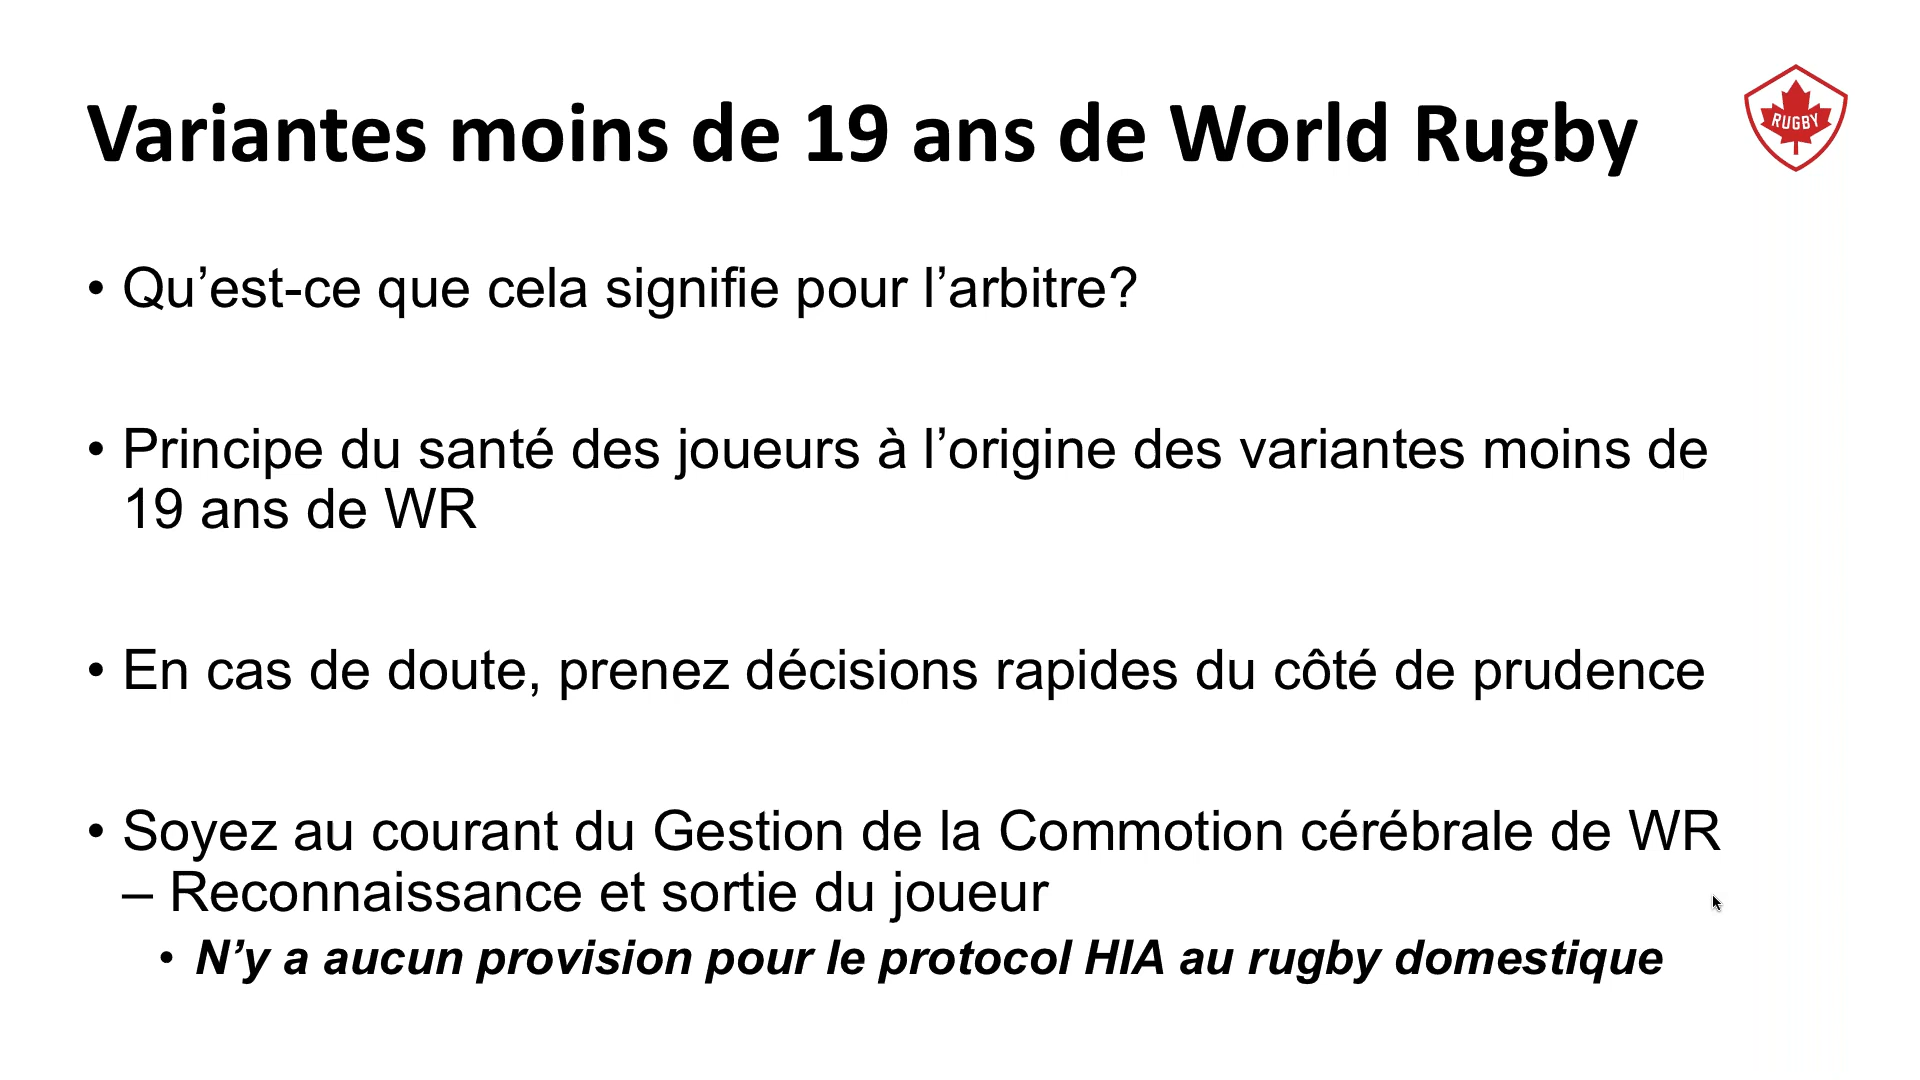 Variantes moins de 19 ans de World Rugby
RUGBY
• Qu’est-ce que cela signifie pour l’arbitre?
• Principe du santé des joueurs à l’origine des variantes moins de
19 ans de WR
• En cas de doute, prenez décisions rapides du côté de prudence
• Soyez au courant du Gestion de la Commotion cérébrale de WR
– Reconnaissance et sortie du joueur
• N’y a aucun provision pour le protocol HIA au rugby domestique